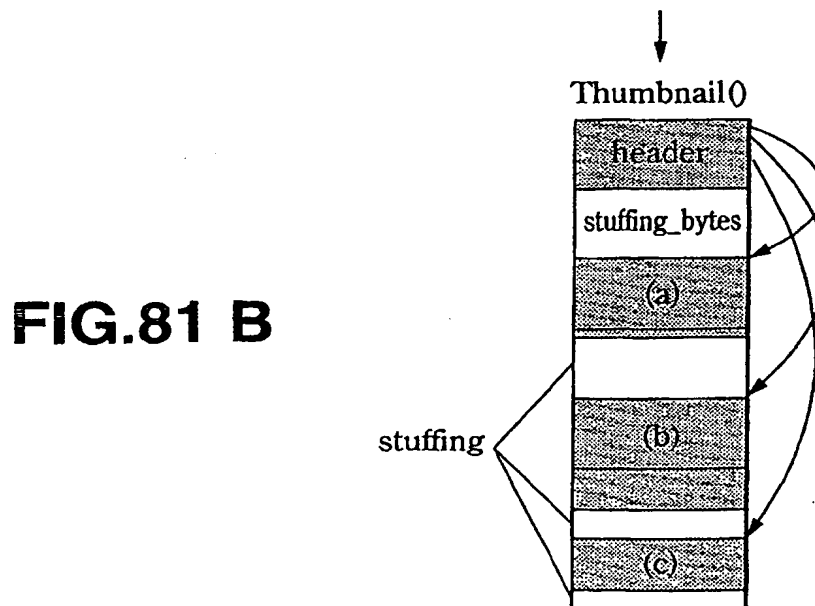 Thumbnail()
header
stuffing_bytes
(a)
FIG.81 B
(b)
stuffing
(c)